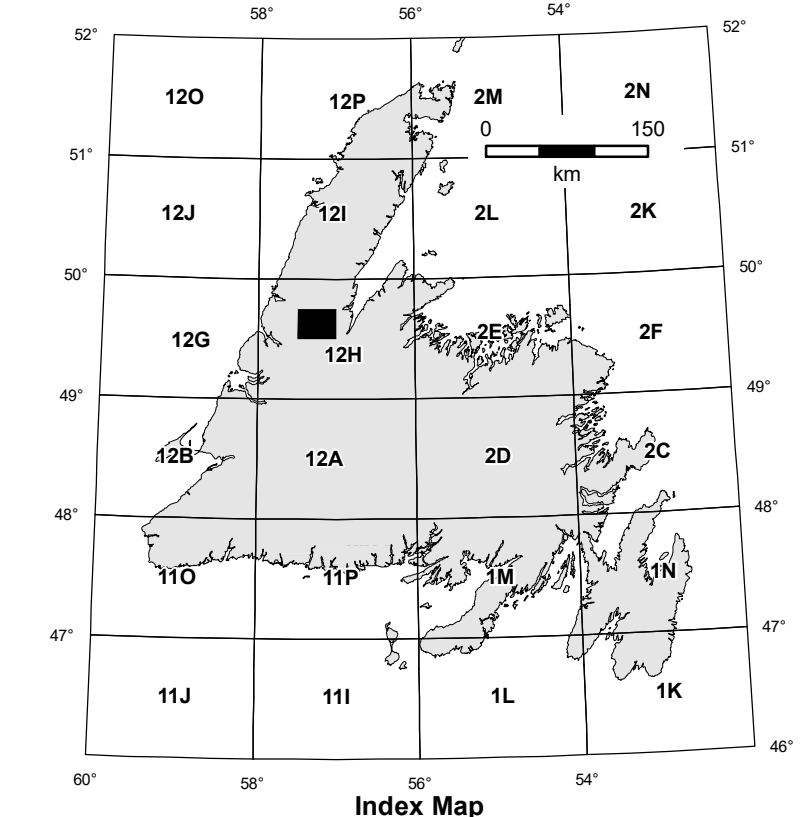 58° 56° 54°
52° 52°
12O 12P 2M 2N
0 150
km
51° 51°
12J 12I 2L 2K
50° 50°
12G 12H 2E 2F
49° 49°
12B 12A 2D 2C
48° 48°
11O 11P 1M 1N
47° 47°
11J 11I 1L 1K
46°
60° 58° 56° 54°
Index Map